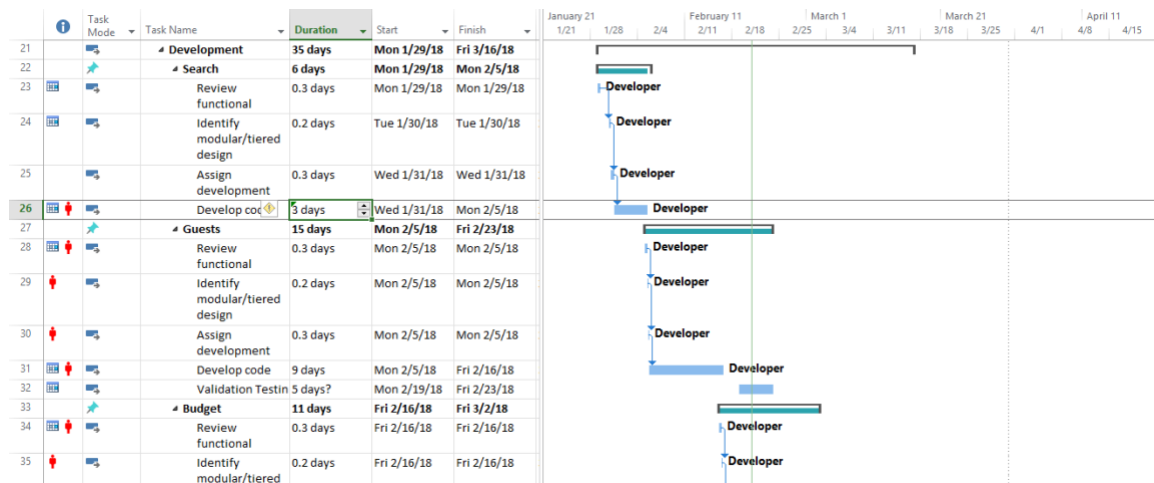 January 21 February 11 March 1 March 21 April 11
Task Mode Task Name Duration Start Finish 1/21 1/28 2/4 2/11 2/18 2/25 3/4 3/11 3/18 3/25 4/1 4/8 4/15
21 Development 35 days Mon 1/29/18 Fri 3/16/18
22 Search 6 days Mon 1/29/18 Mon 2/5/18
23 Review functional 0.3 days Mon 1/29/18 Mon 1/29/18 Developer
24 Identify modular/tiered design 0.2 days Tue 1/30/18 Tue 1/30/18 Developer
25 Assign development 0.3 days Wed 1/31/18 Wed 1/31/18 Developer
26 Develop cod 3 days Wed 1/31/18 Mon 2/5/18 Developer
27 Guests 15 days Mon 2/5/18 Fri 2/23/18
28 Review functional 0.3 days Mon 2/5/18 Mon 2/5/18 Developer
29 Identify modular/tiered design 0.2 days Mon 2/5/18 Mon 2/5/18 Developer
30 Assign development 0.3 days Mon 2/5/18 Mon 2/5/18 Developer
31 Develop code 9 days Mon 2/5/18 Fri 2/16/18 Developer
32 Validation Testin 5 days? Mon 2/19/18 Fri 2/23/18
33 Budget 11 days Fri 2/16/18 Fri 3/2/18
34 Review functional 0.3 days Fri 2/16/18 Fri 2/16/18 Developer
35 Identify modular/tiered 0.2 days Fri 2/16/18 Fri 2/16/18 Developer